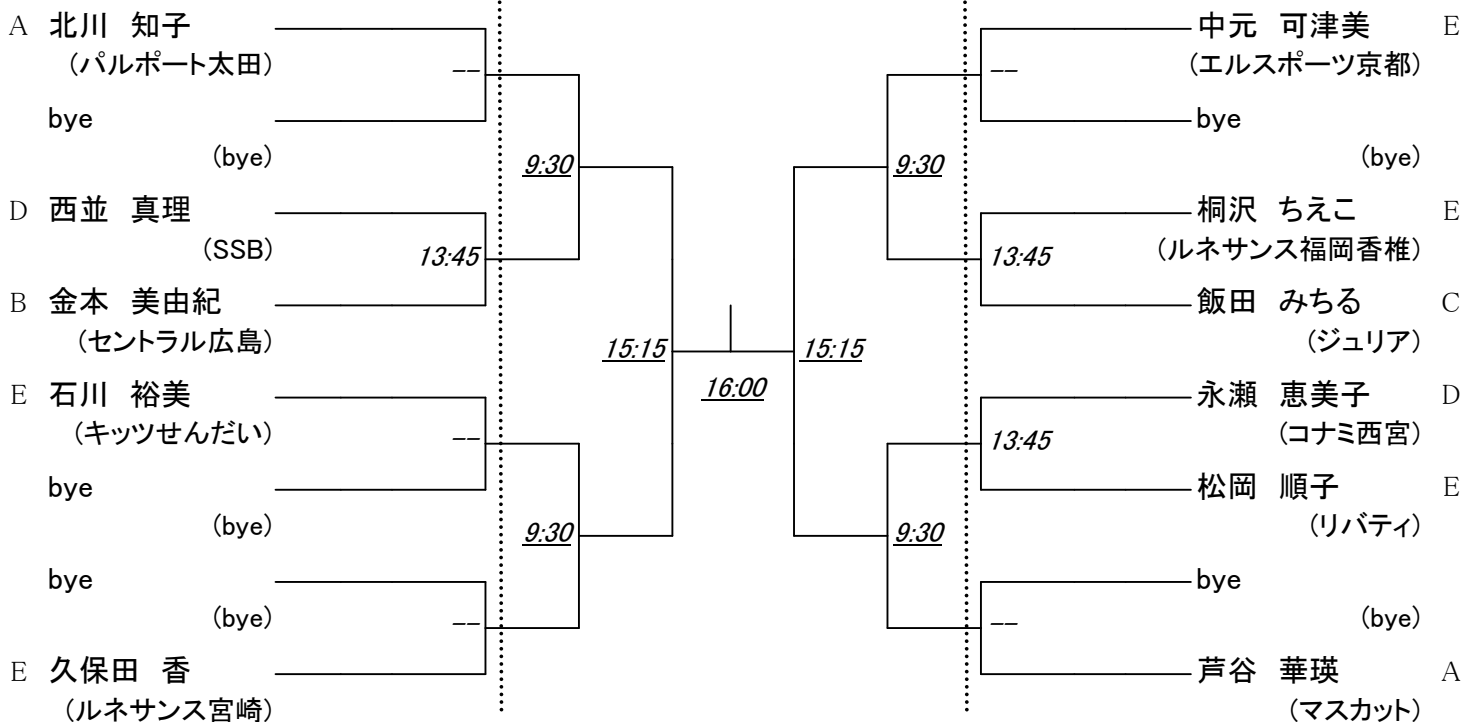 A 北川 知子
(パルポート太田)
--
bye
(bye)
9:30
D 西並 真理
(SSB)
13:45
B 金本 美由紀
(セントラル広島)
15:15
E 石川 裕美
(キッツせんだい)
--
bye
(bye)
9:30
bye
(bye)
--
E 久保田 香
(ルネサンス宮崎)
16:00
中元 可津美 E
(エルスポーツ京都)
--
bye
(bye)
9:30
桐沢 ちえこ E
(ルネサンス福岡香椎)
13:45
飯田 みちる C
(ジュリア)
15:15
永瀬 恵美子 D
(コナミ西宮)
13:45
松岡 順子 E
(リバティ)
9:30
bye
(bye)
--
芦谷 華瑛 A
(マスカット)